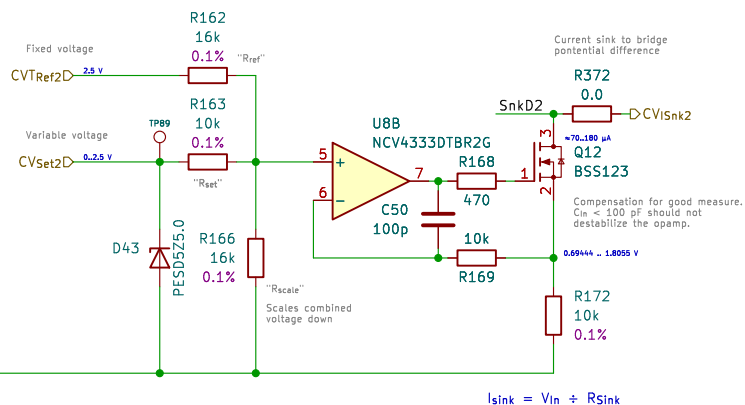 R162
16k
0.1%
Fixed voltage
"Rref"
CVTRef2
2.5 V
R163
10k
0.1%
TP89
Variable voltage
CVSet2
0..2.5 V
"Rset"
D43
PESD5Z5.0
R166
16k
0.1%
"Rscale"
Scales combined
voltage down
U8B
NCV4333DTBR2G
5
+
6
−
7
R168
470
C50
100p
10k
R169
Current sink to bridge
pontential difference
R372
0.0
SnkD2
CVISnk2
≈70..180 µA
3
Q12
BSS123
1
2
Compensation for good measure.
CIn < 100 pF should not
destabilize the opamp.
0.69444 .. 1.8055 V
R172
10k
0.1%
Isink = VIn ÷ RSink